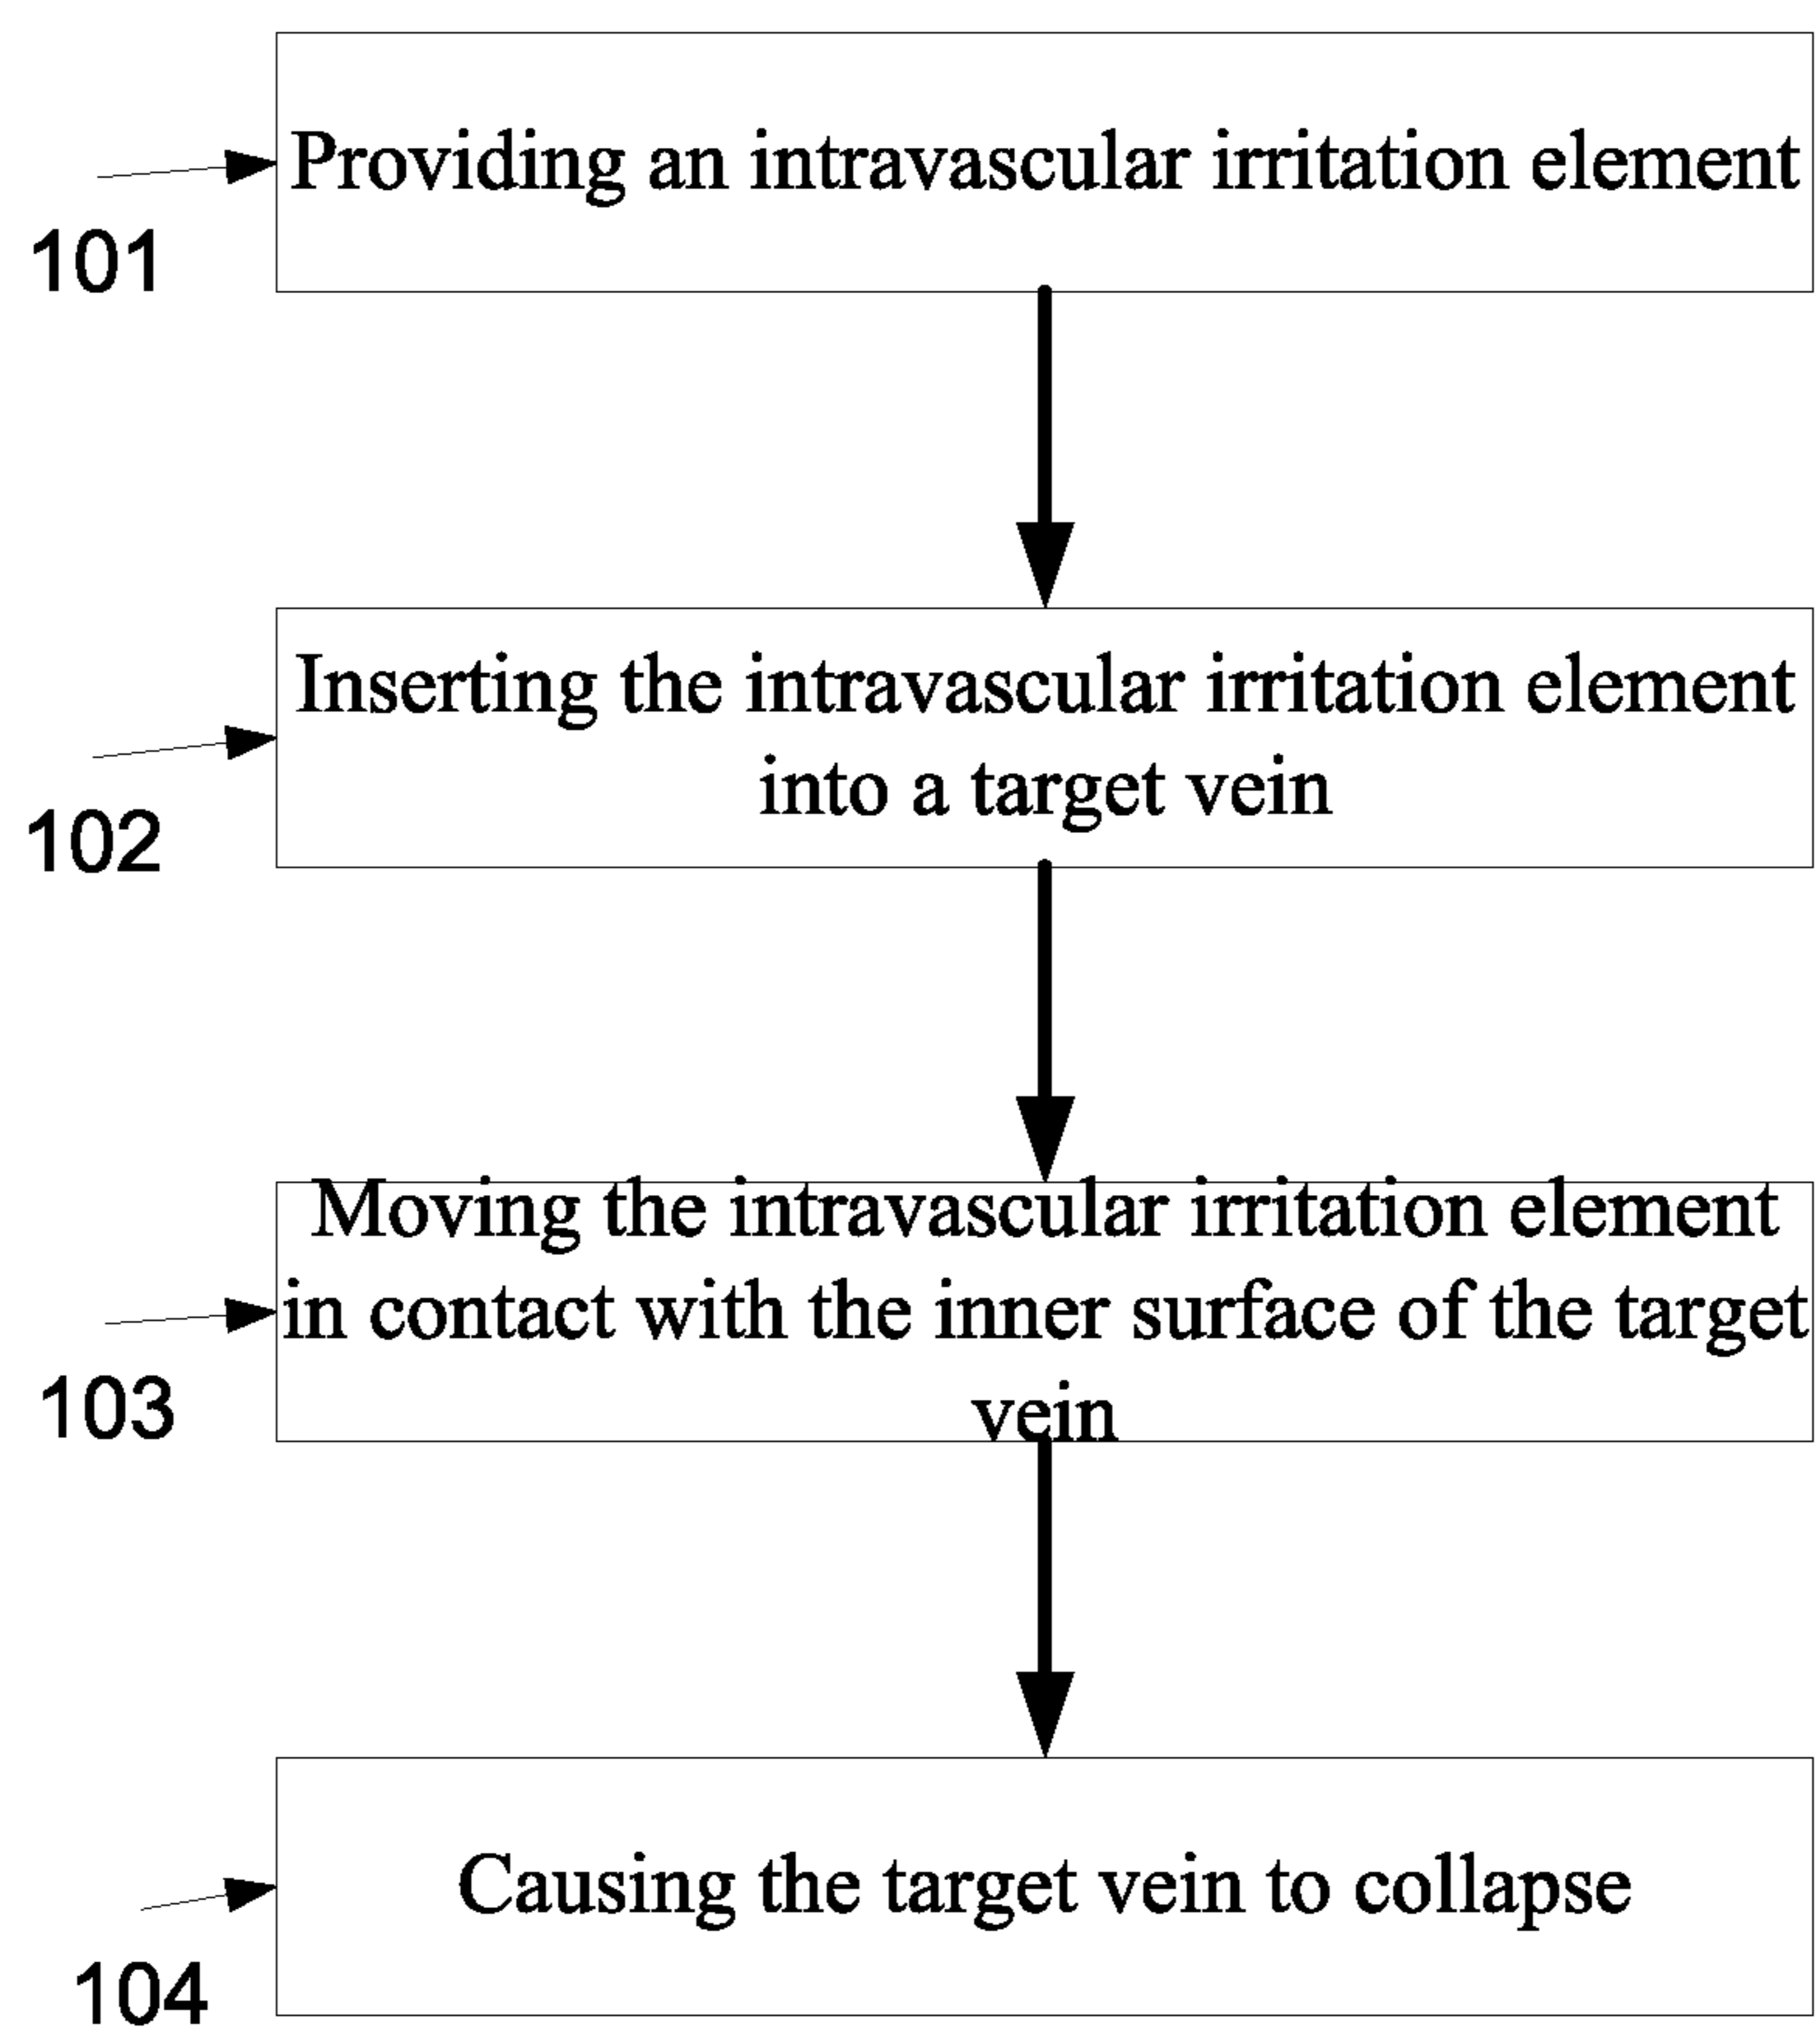 Providing an intravascular irritation element
101
Inserting the intravascular irritation element
into a target vein
102
Moving the intravascular irritation element
in contact with the inner surface of the target
vein
103
Causing the target vein to collapse
104